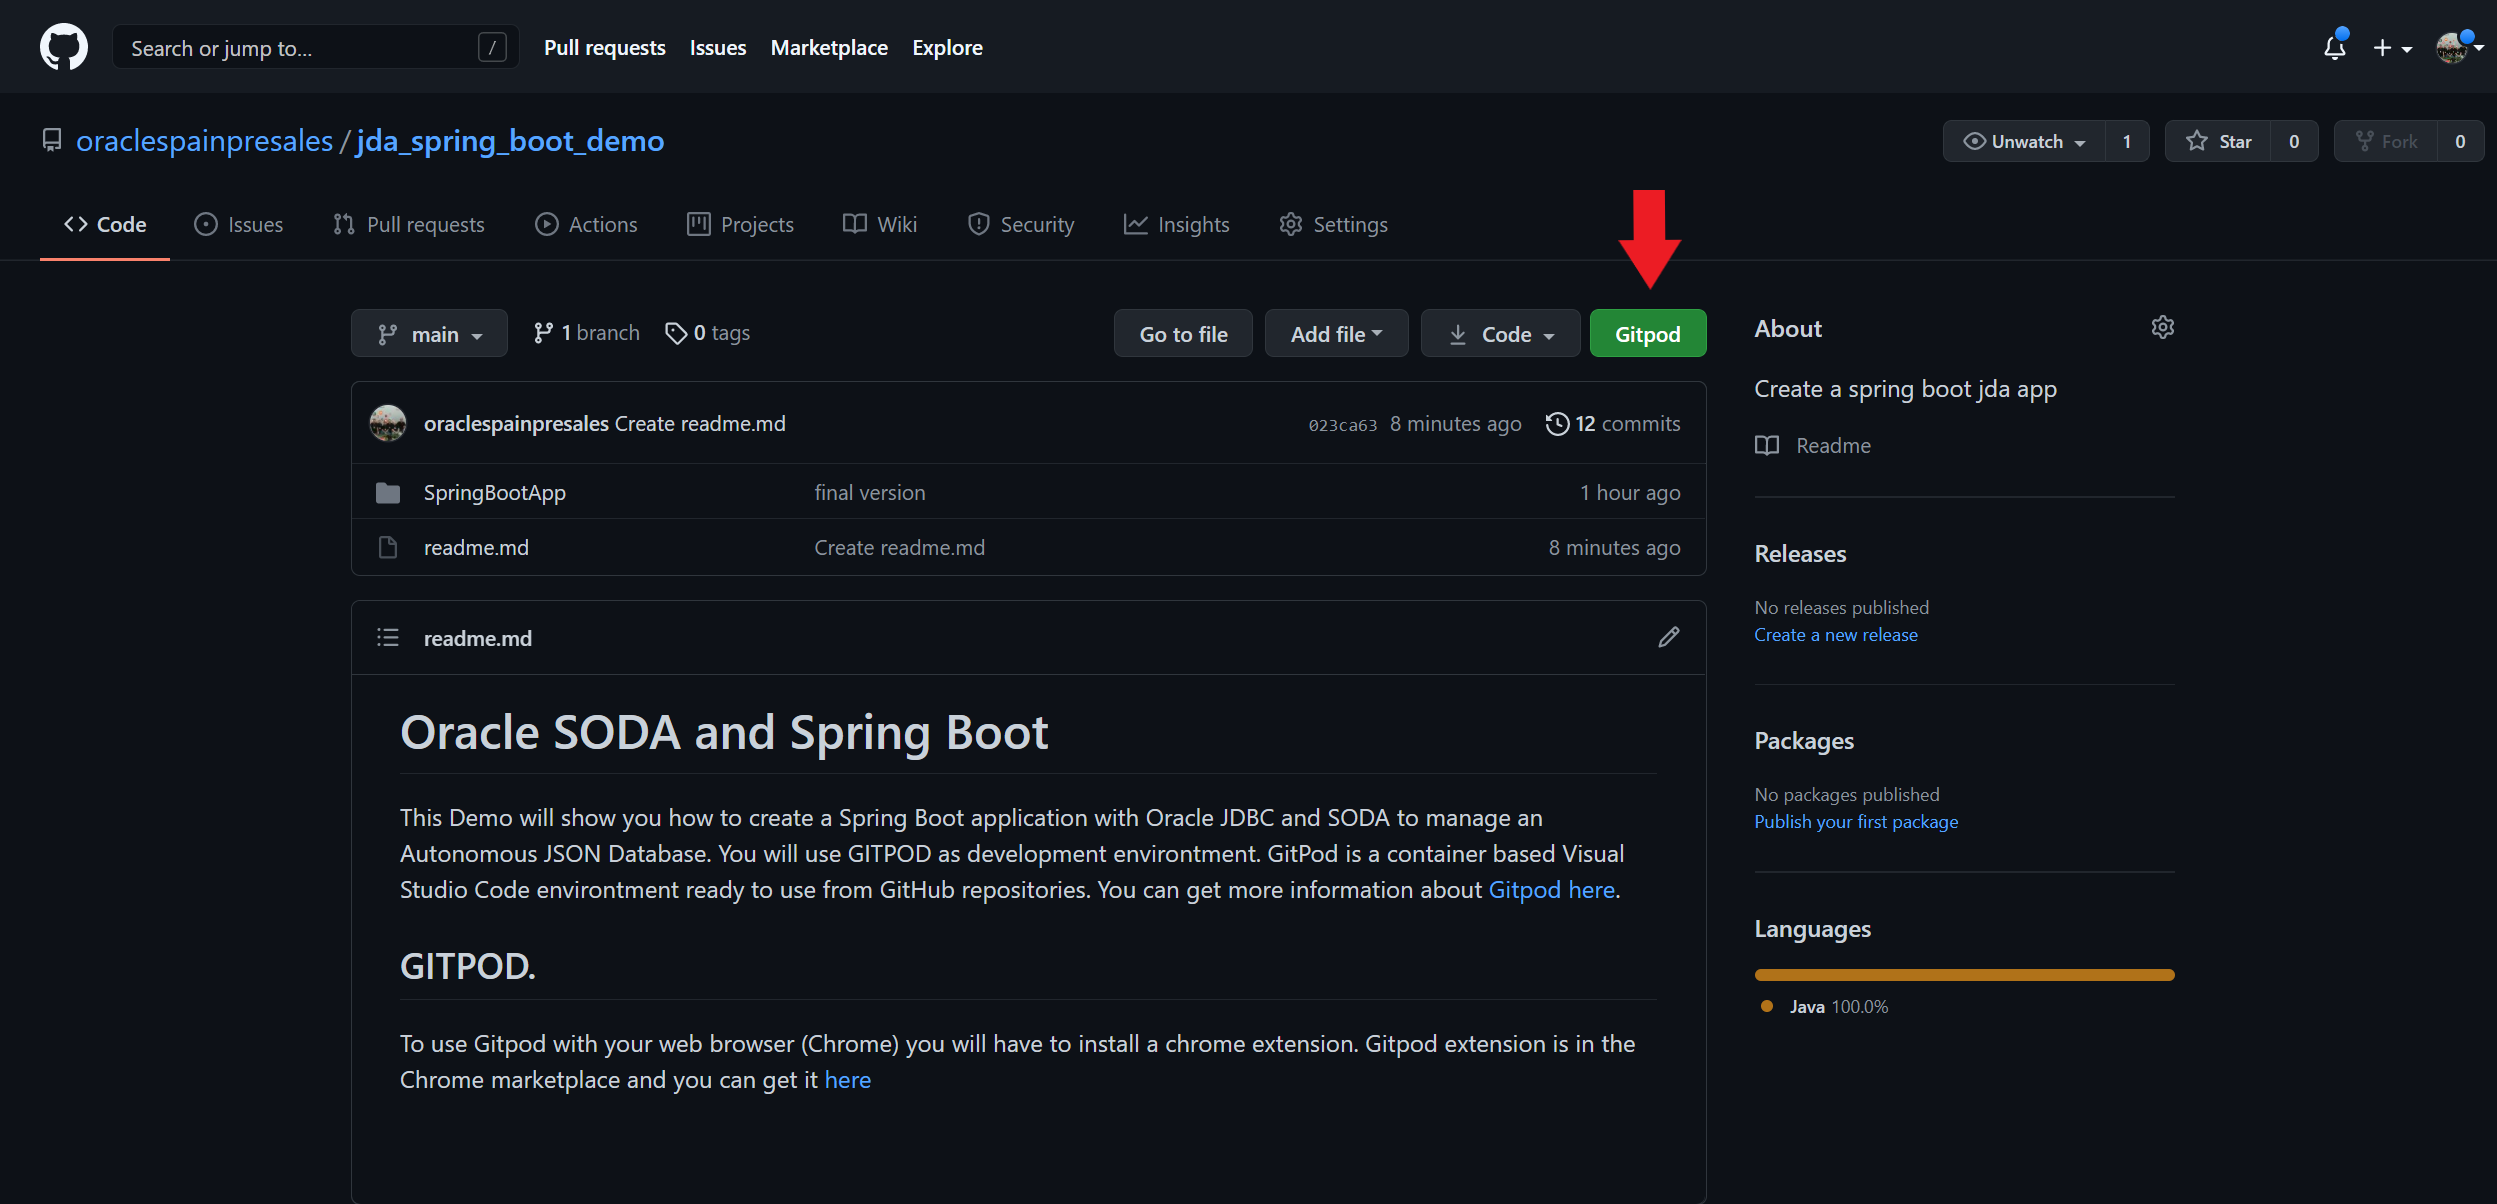 Search or jump to... /
Pull requests Issues Marketplace Explore
oraclespainpresales / jda_spring_boot_demo
Unwatch 1 Star 0 Fork 0
Code Issues Pull requests Actions Projects Wiki Security Insights Settings
main 1 branch 0 tags
Go to file Add file Code Gitpod
oraclespainpresales Create readme.md 023ca63 8 minutes ago 12 commits
SpringBootApp final version 1 hour ago
readme.md Create readme.md 8 minutes ago
readme.md
Oracle SODA and Spring Boot
This Demo will show you how to create a Spring Boot application with Oracle JDBC and SODA to manage an
Autonomous JSON Database. You will use GITPOD as development environtment. GitPod is a container based Visual
Studio Code environtment ready to use from GitHub repositories. You can get more information about Gitpod here.
GITPOD.
To use Gitpod with your web browser (Chrome) you will have to install a chrome extension. Gitpod extension is in the
Chrome marketplace and you can get it here
About
Create a spring boot jda app
Readme
Releases
No releases published
Create a new release
Packages
No packages published
Publish your first package
Languages
Java 100.0%